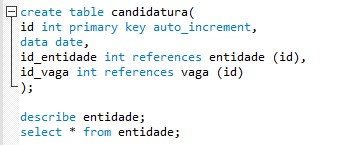 create table candidatura(
id int primary key auto_increment,
data date,
id_entidade int references entidade (id),
id_vaga int references vaga (id)
);
describe entidade;
select * from entidade;